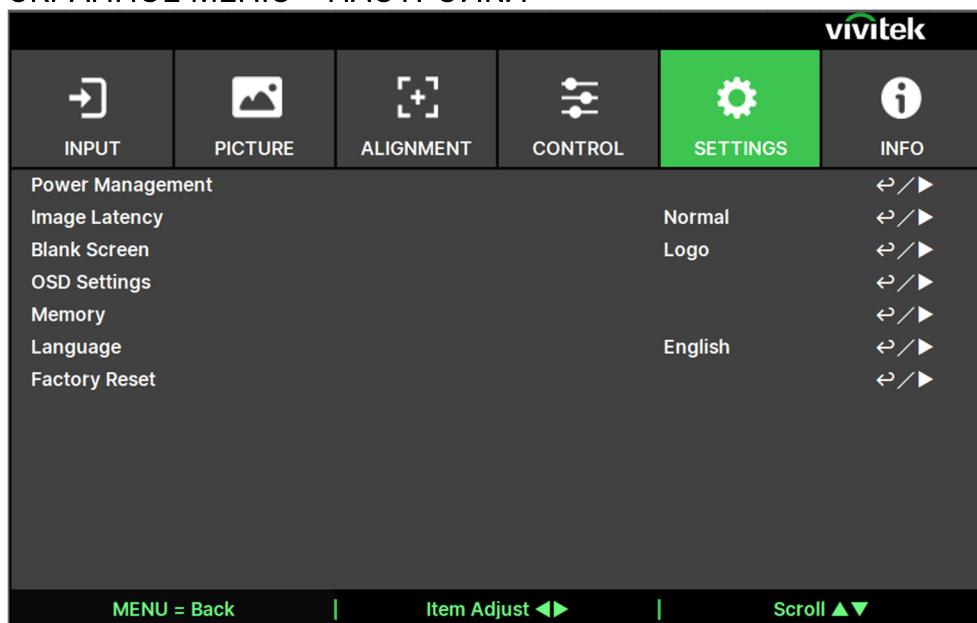 vivitek
INPUT PICTURE ALIGNMENT CONTROL SETTINGS INFO
Power Management
Image Latency Normal
Blank Screen Logo
OSD Settings
Memory
Language English
Factory Reset
MENU = Back | Item Adjust ◀▶ | Scroll ▲▼